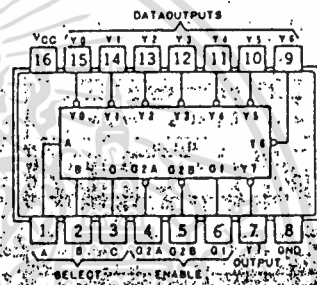 DATAOUTPUTS
VCC Y0 Y1 Y2 Y3 Y4 Y5 Y6
16 15 14 13 12 11 10 9
Y0 Y1 Y2 Y3 Y4 Y5
A Y6
B C G2A G2B G1 Y7
1 2 3 4 5 6 7 8
A B C G2A G2B G1 Y7 GND
SELECT ENABLE OUTPUT